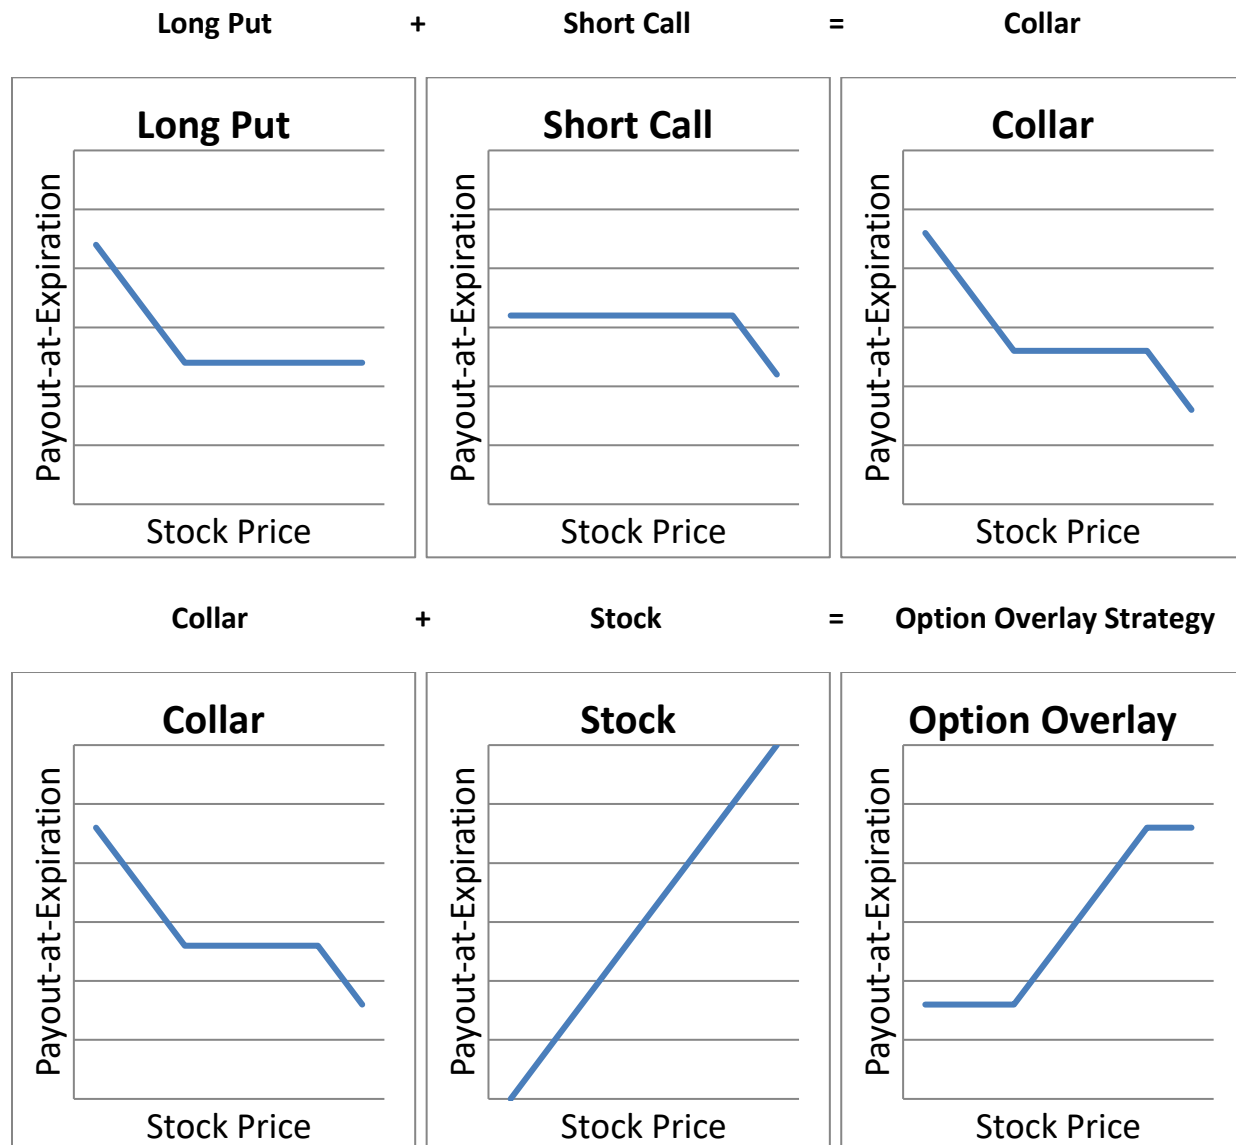 Long Put + Short Call = Collar
Long Put
Payout-at-Expiration
Stock Price
Short Call
Payout-at-Expiration
Stock Price
Collar
Payout-at-Expiration
Stock Price
Collar + Stock = Option Overlay Strategy
Collar
Payout-at-Expiration
Stock Price
Stock
Payout-at-Expiration
Stock Price
Option Overlay
Payout-at-Expiration
Stock Price